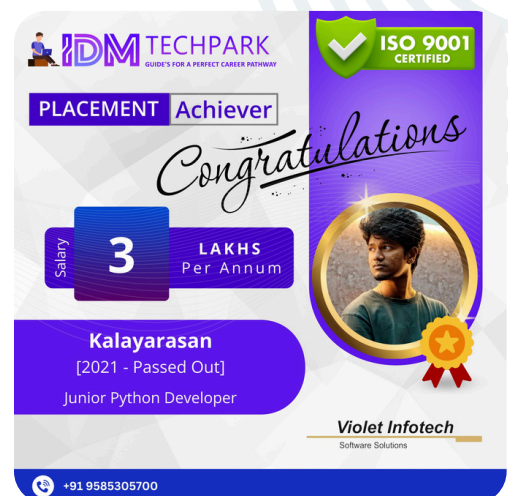 IDM TECHPARK
GUIDE'S FOR A PERFECT CAREER PATHWAY
ISO 9001
CERTIFIED
PLACEMENT Achiever
Congratulations
Salary
3
LAKHS
Per Annum
Kalayarasan
[2021 - Passed Out]
Junior Python Developer
Violet Infotech
Software Solutions
+91 9585305700